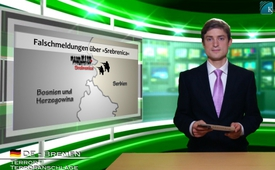 Falschmeldungen über «Srebrenica»
Srebrenica
Serbien
Bosnien und
Herzegowina
DE - BREMEN
TERROR
TERRORANSCHLÄGE